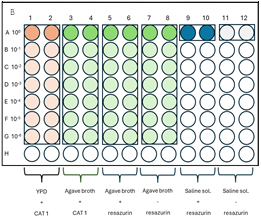 B
1 2 3 4 5 6 7 8 9 10 11 12
A 10⁰
B 10⁻¹
C 10⁻²
D 10⁻³
E 10⁻⁴
F 10⁻⁵
G 10⁻⁶
H
YPD Agave broth Agave broth Agave broth Saline sol. Saline sol.
+ + + - + -
CAT 1 CAT 1 resazurin resazurin resazurin resazurin